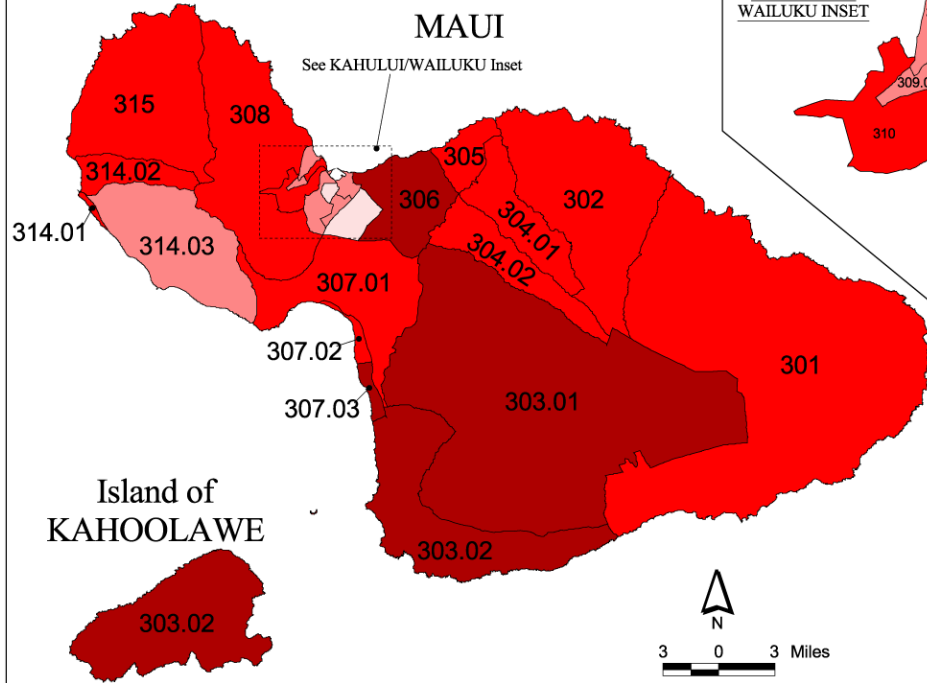 MAUI
WAILUKU INSET
See KAHULUI/WAILUKU Inset
315
308
309.0
310
305
314.02
302
306
314.01
314.03
304.01
304.02
307.01
307.02
301
307.03
303.01
Island of
KAHOOLAWE
303.02
303.02
N
3 0 3 Miles